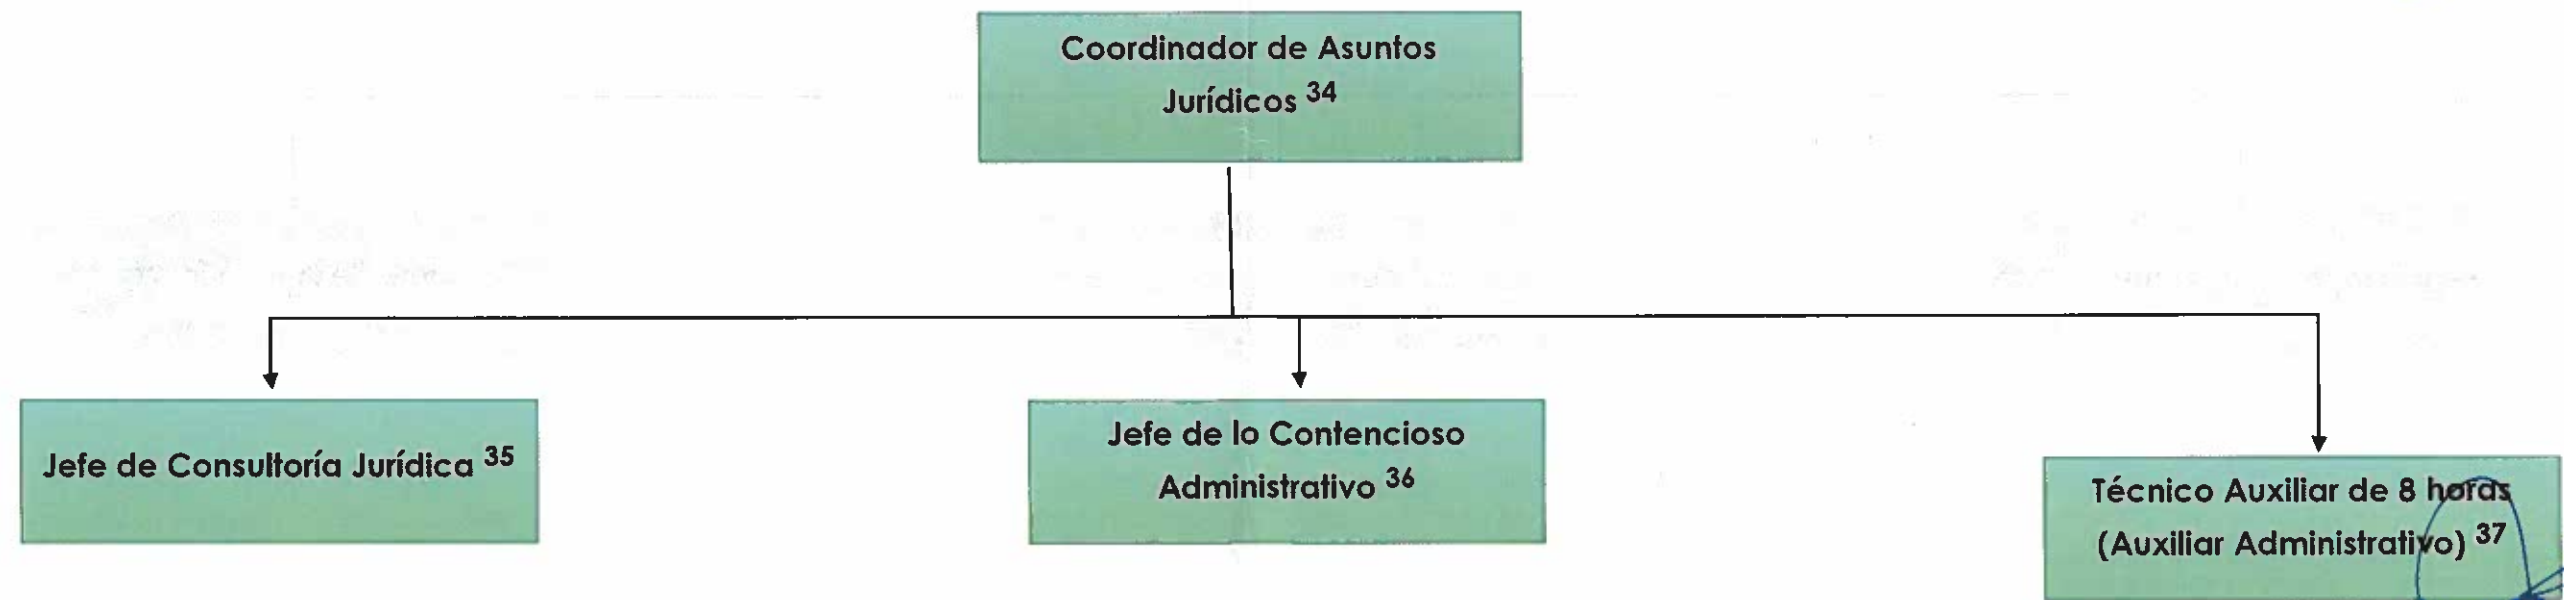 Coordinador de Asuntos
Jurídicos 34
Jefe de Consultoría Jurídica 35
Jefe de lo Contencioso
Administrativo 36
Técnico Auxiliar de 8 horas
(Auxiliar Administrativo) 37